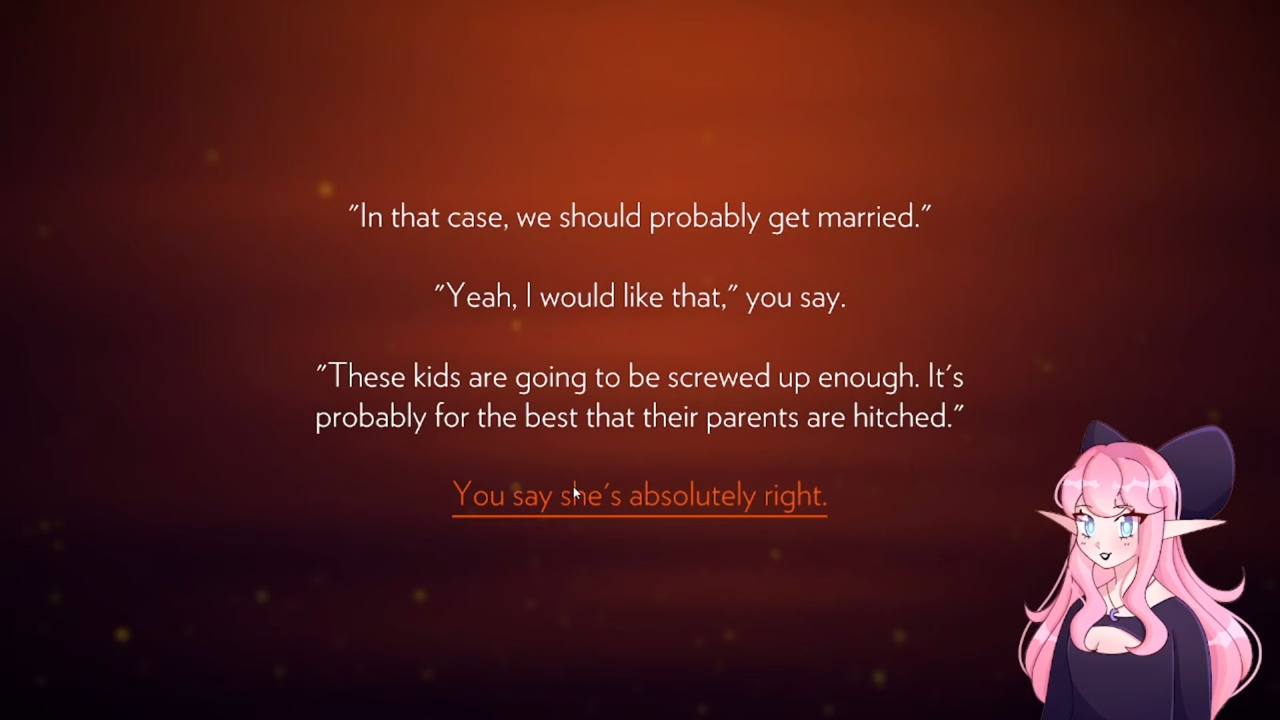 "In that case, we should probably get married."
"Yeah, I would like that," you say.
"These kids are going to be screwed up enough. It's
probably for the best that their parents are hitched."
You say she's absolutely right.